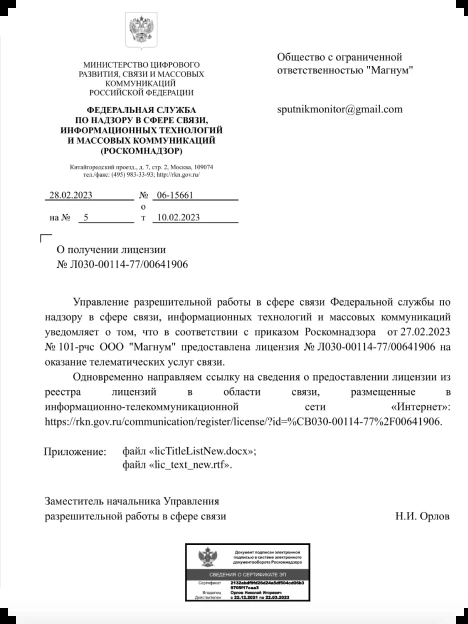 МИНИСТЕРСТВО ЦИФРОВОГО
РАЗВИТИЯ, СВЯЗИ И МАССОВЫХ
КОММУНИКАЦИЙ
РОССИЙСКОЙ ФЕДЕРАЦИИ
ФЕДЕРАЛЬНАЯ СЛУЖБА
ПО НАДЗОРУ В СФЕРЕ СВЯЗИ,
ИНФОРМАЦИОННЫХ ТЕХНОЛОГИЙ
И МАССОВЫХ КОММУНИКАЦИЙ
(РОСКОМНАДЗОР)
Китайгородский проезд., д. 7, стр. 2, Москва, 109074
тел./факс: (495) 983-33-93; http://rkn.gov.ru/
Общество с ограниченной
ответственностью "Магнум"
sputnikmonitor@gmail.com
28.02.2023 № 06-15661
о
на № 5 т 10.02.2023
О получении лицензии
№ Л030-00114-77/00641906
Управление разрешительной работы в сфере связи Федеральной службы по
надзору в сфере связи, информационных технологий и массовых коммуникаций
уведомляет о том, что в соответствии с приказом Роскомнадзора от 27.02.2023
№ 101-рчс ООО "Магнум" предоставлена лицензия № Л030-00114-77/00641906 на
оказание телематических услуг связи.
Одновременно направляем ссылку на сведения о предоставлении лицензии из
реестра лицензий в области связи, размещенные в
информационно-телекоммуникационной сети «Интернет»:
https://rkn.gov.ru/communication/register/license/?id=%CB030-00114-77%2F00641906.
Приложение: файл «licTitleListNew.docx»;
файл «lic_text_new.rtf».
Заместитель начальника Управления
разрешительной работы в сфере связи Н.И. Орлов
Документ подписан электронной
подписью в системе электронного
документооборота Роскомнадзора
СВЕДЕНИЯ О СЕРТИФИКАТЕ ЭП
Сертификат
Владелец Орлов Николай Игоревич
Действителен с 22.12.2021 по 22.03.2023